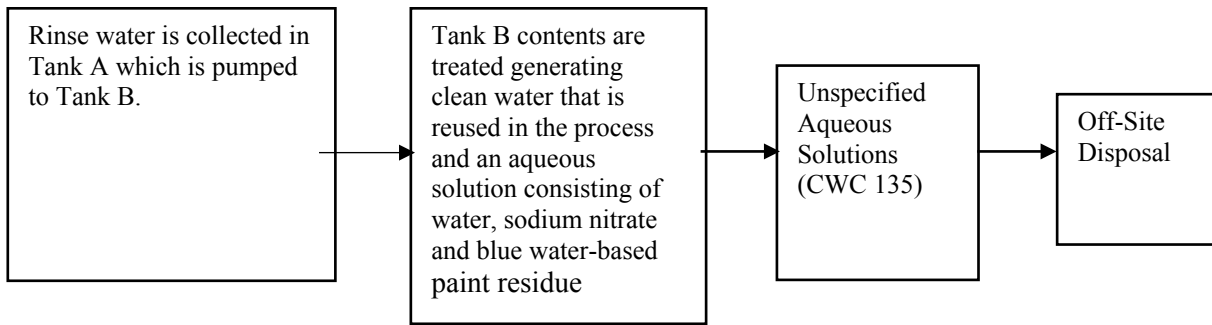 Rinse water is collected in
Tank A which is pumped
to Tank B.
Tank B contents are
treated generating
clean water that is
reused in the process
and an aqueous
solution consisting of
water, sodium nitrate
and blue water-based
paint residue
Unspecified
Aqueous
Solutions
(CWC 135)
Off-Site
Disposal